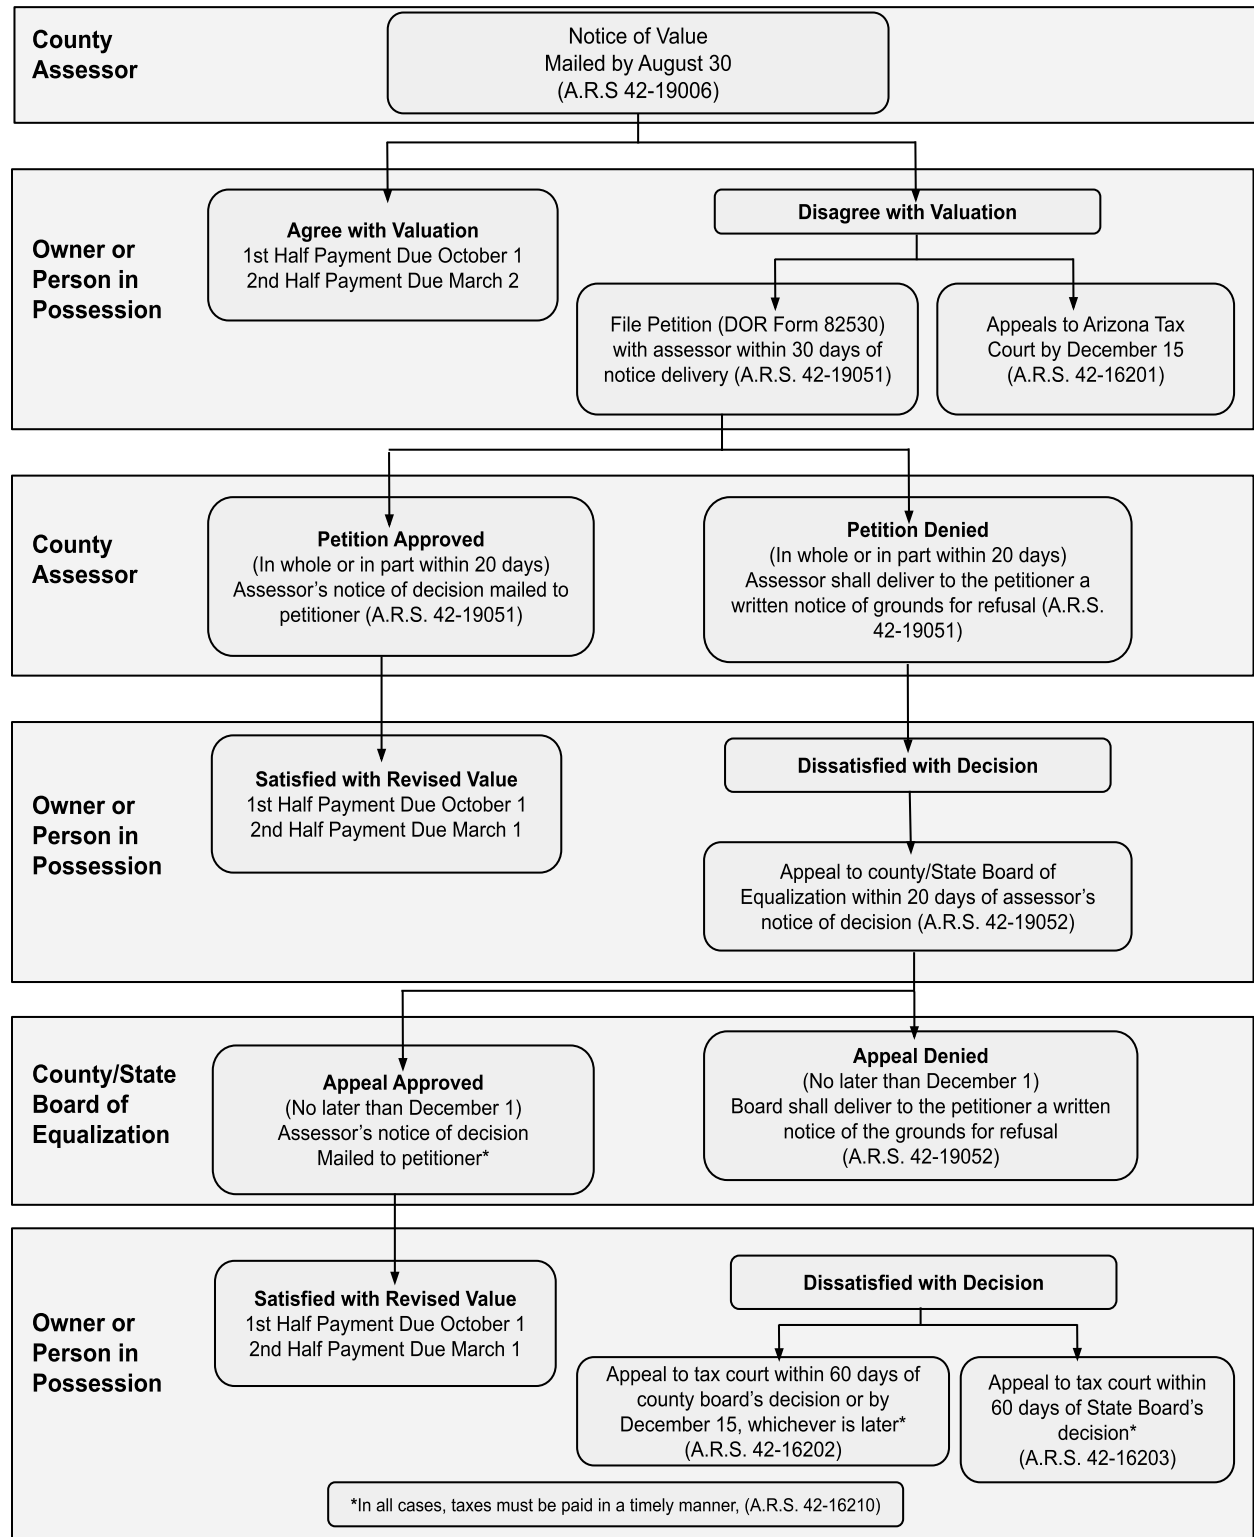 County
Assessor
Notice of Value
Mailed by August 30
(A.R.S 42-19006)
Owner or
Person in
Possession
Agree with Valuation
1st Half Payment Due October 1
2nd Half Payment Due March 2
Disagree with Valuation
File Petition (DOR Form 82530)
with assessor within 30 days of
notice delivery (A.R.S. 42-19051)
Appeals to Arizona Tax
Court by December 15
(A.R.S. 42-16201)
County
Assessor
Petition Approved
(In whole or in part within 20 days)
Assessor's notice of decision mailed to
petitioner (A.R.S. 42-19051)
Petition Denied
(In whole or in part within 20 days)
Assessor shall deliver to the petitioner a
written notice of grounds for refusal (A.R.S.
42-19051)
Owner or
Person in
Possession
Satisfied with Revised Value
1st Half Payment Due October 1
2nd Half Payment Due March 1
Dissatisfied with Decision
Appeal to county/State Board of
Equalization within 20 days of assessor's
notice of decision (A.R.S. 42-19052)
County/State
Board of
Equalization
Appeal Approved
(No later than December 1)
Assessor's notice of decision
Mailed to petitioner*
Appeal Denied
(No later than December 1)
Board shall deliver to the petitioner a written
notice of the grounds for refusal
(A.R.S. 42-19052)
Owner or
Person in
Possession
Satisfied with Revised Value
1st Half Payment Due October 1
2nd Half Payment Due March 1
Dissatisfied with Decision
Appeal to tax court within 60 days of
county board's decision or by
December 15, whichever is later*
(A.R.S. 42-16202)
Appeal to tax court within
60 days of State Board's
decision*
(A.R.S. 42-16203)
*In all cases, taxes must be paid in a timely manner, (A.R.S. 42-16210)